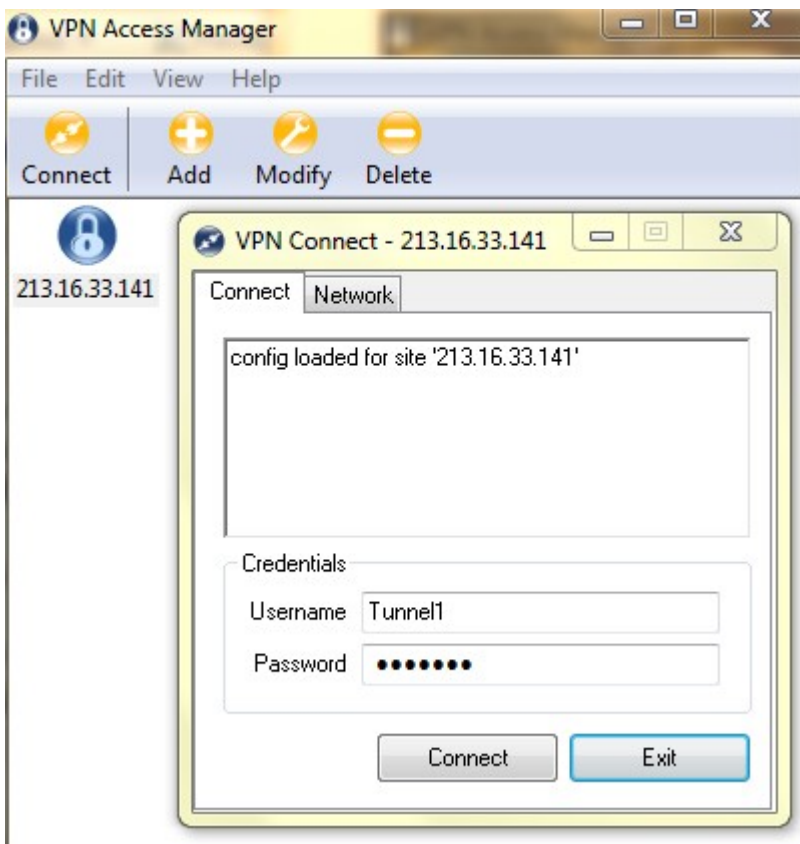 VPN Access Manager
File Edit View Help
Connect Add Modify Delete
213.16.33.141
VPN Connect - 213.16.33.141
Connect Network
config loaded for site '213.16.33.141'
Credentials
Username Tunnel1
Password •••••••
Connect Exit